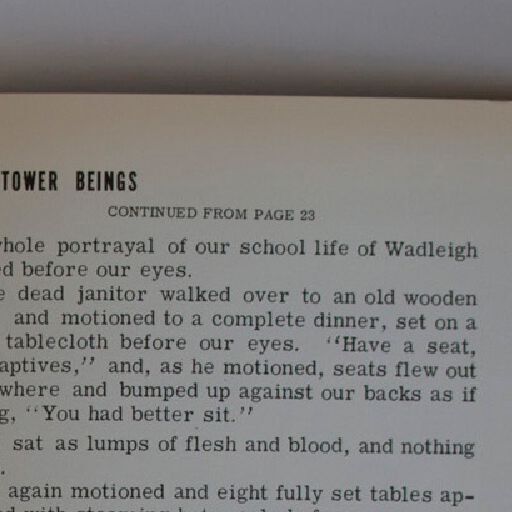 TOWER BEINGS
CONTINUED FROM PAGE 23
whole portrayal of our school life of Wadleigh
ed before our eyes.
e dead janitor walked over to an old wooden
and motioned to a complete dinner, set on a
tablecloth before our eyes. "Have a seat,
aptives," and, as he motioned, seats flew out
where and bumped up against our backs as if
g, "You had better sit."
sat as lumps of flesh and blood, and nothing
.
again motioned and eight fully set tables ap-